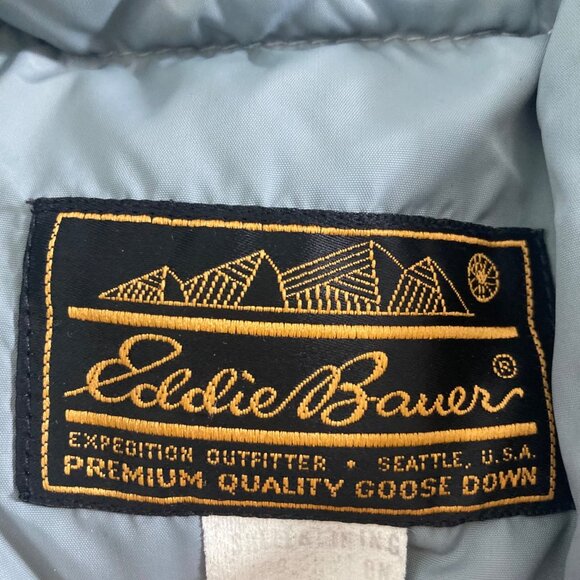 Eddie Bauer®
EXPEDITION OUTFITTER • SEATTLE, U.S.A.
PREMIUM QUALITY GOOSE DOWN